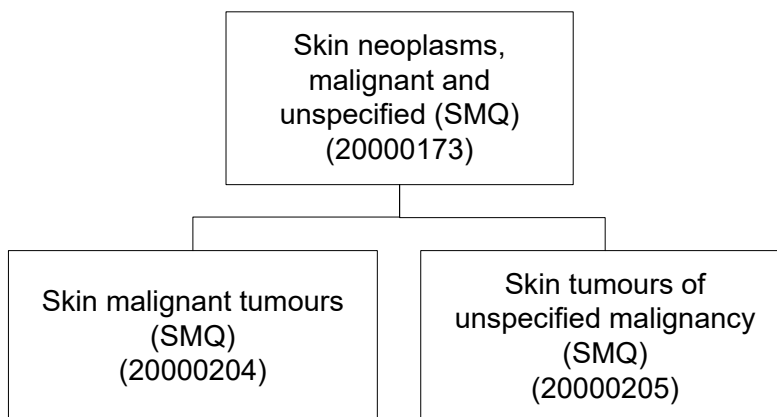 Skin neoplasms,
malignant and
unspecified (SMQ)
(20000173)
Skin malignant tumours
(SMQ)
(20000204)
Skin tumours of
unspecified malignancy
(SMQ)
(20000205)